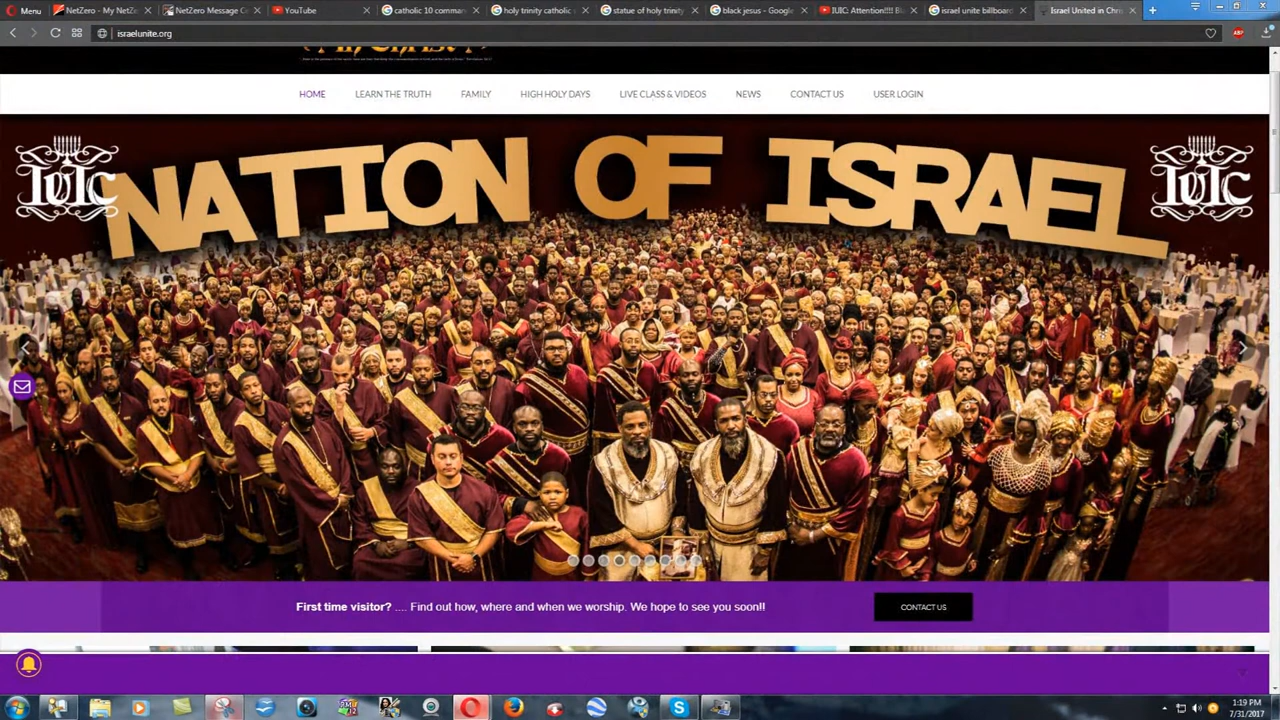 Menu
NetZero - My NetZe
NetZero Message Ce
YouTube
catholic 10 comman
holy trinity catholic
statue of holy trinity
black jesus - Google
IUIC: Attention!!!! Bl
israel unite billboard
Israel United in Chris
israelunite.org
In Christ
HOME
LEARN THE TRUTH
FAMILY
HIGH HOLY DAYS
LIVE CLASS & VIDEOS
NEWS
CONTACT US
USER LOGIN
IUIC
NATION OF ISRAEL
IUIC
First time visitor? .... Find out how, where and when we worship. We hope to see you soon!!
CONTACT US
1:19 PM
7/31/2017